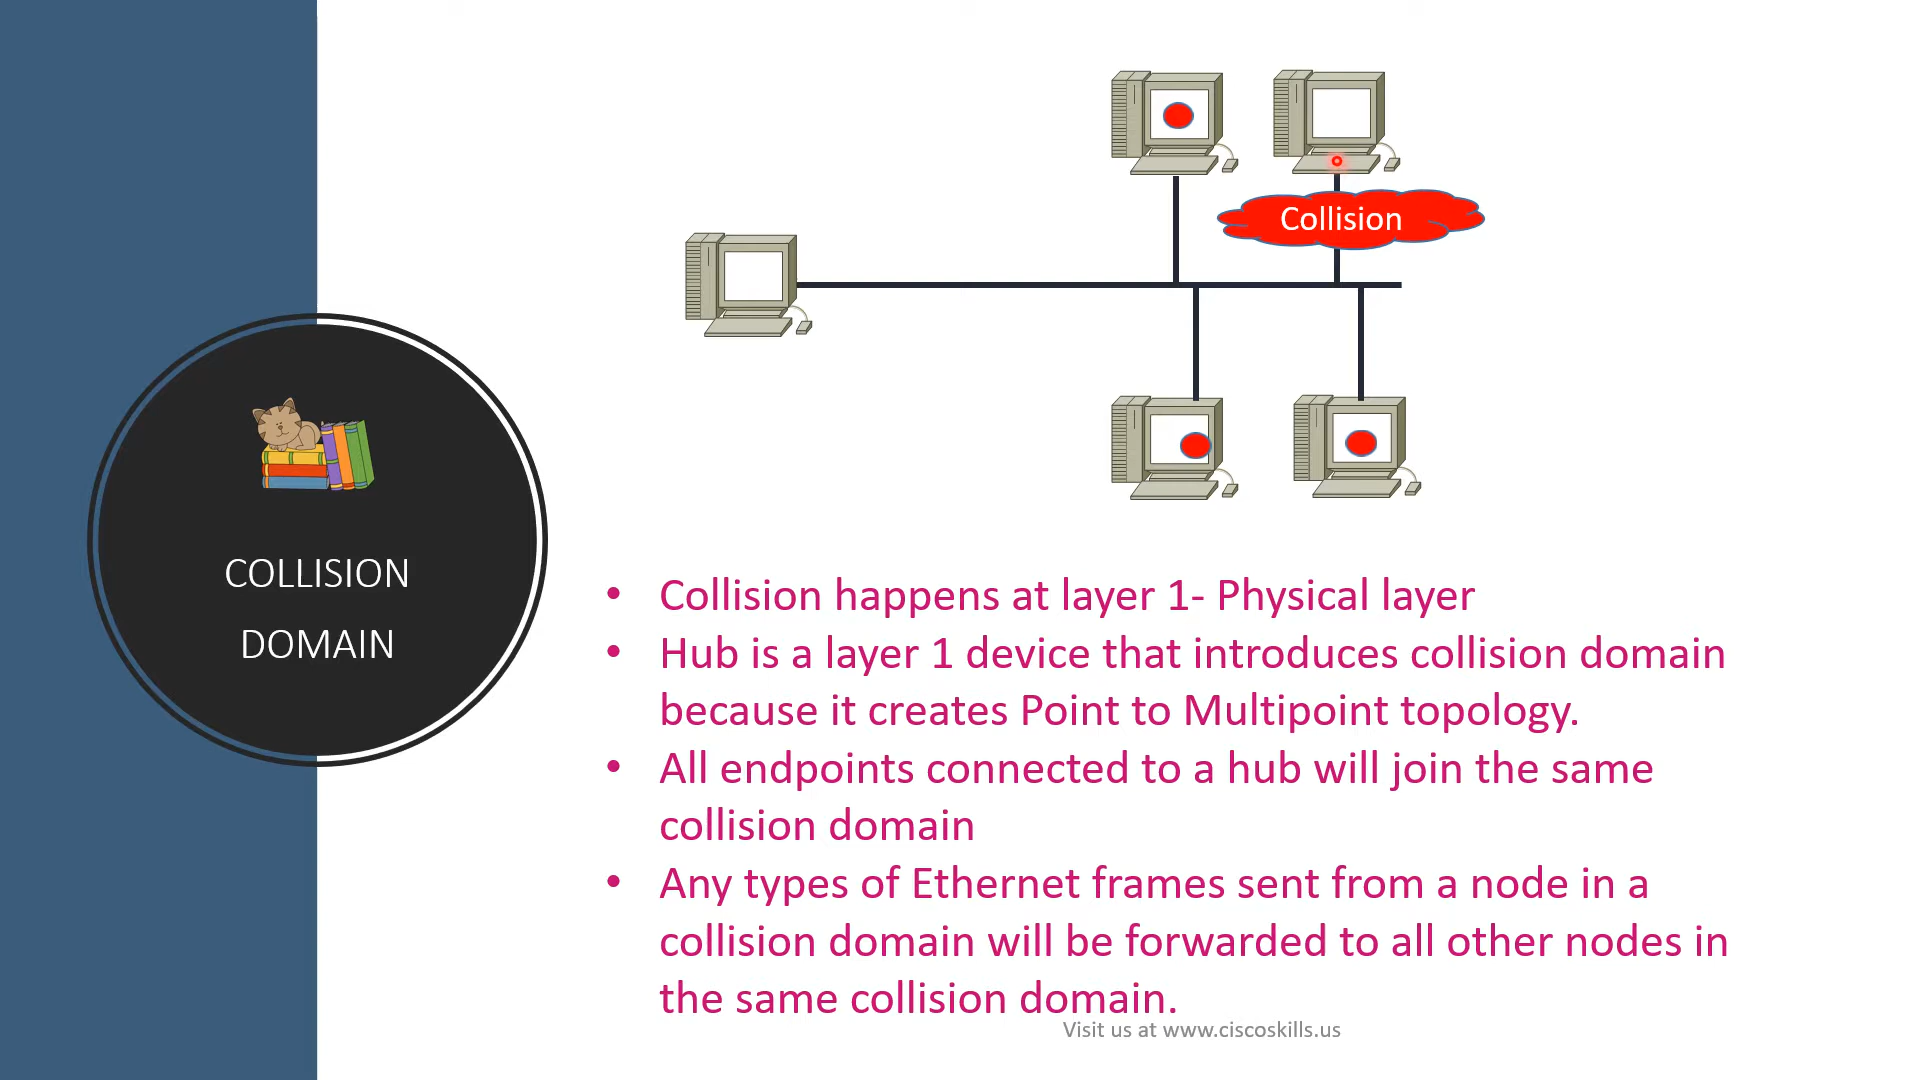 Collision
COLLISION
DOMAIN
• Collision happens at layer 1- Physical layer
• Hub is a layer 1 device that introduces collision domain
because it creates Point to Multipoint topology.
• All endpoints connected to a hub will join the same
collision domain
• Any types of Ethernet frames sent from a node in a
collision domain will be forwarded to all other nodes in
the same collision domain.
Visit us at www.ciscoskills.us